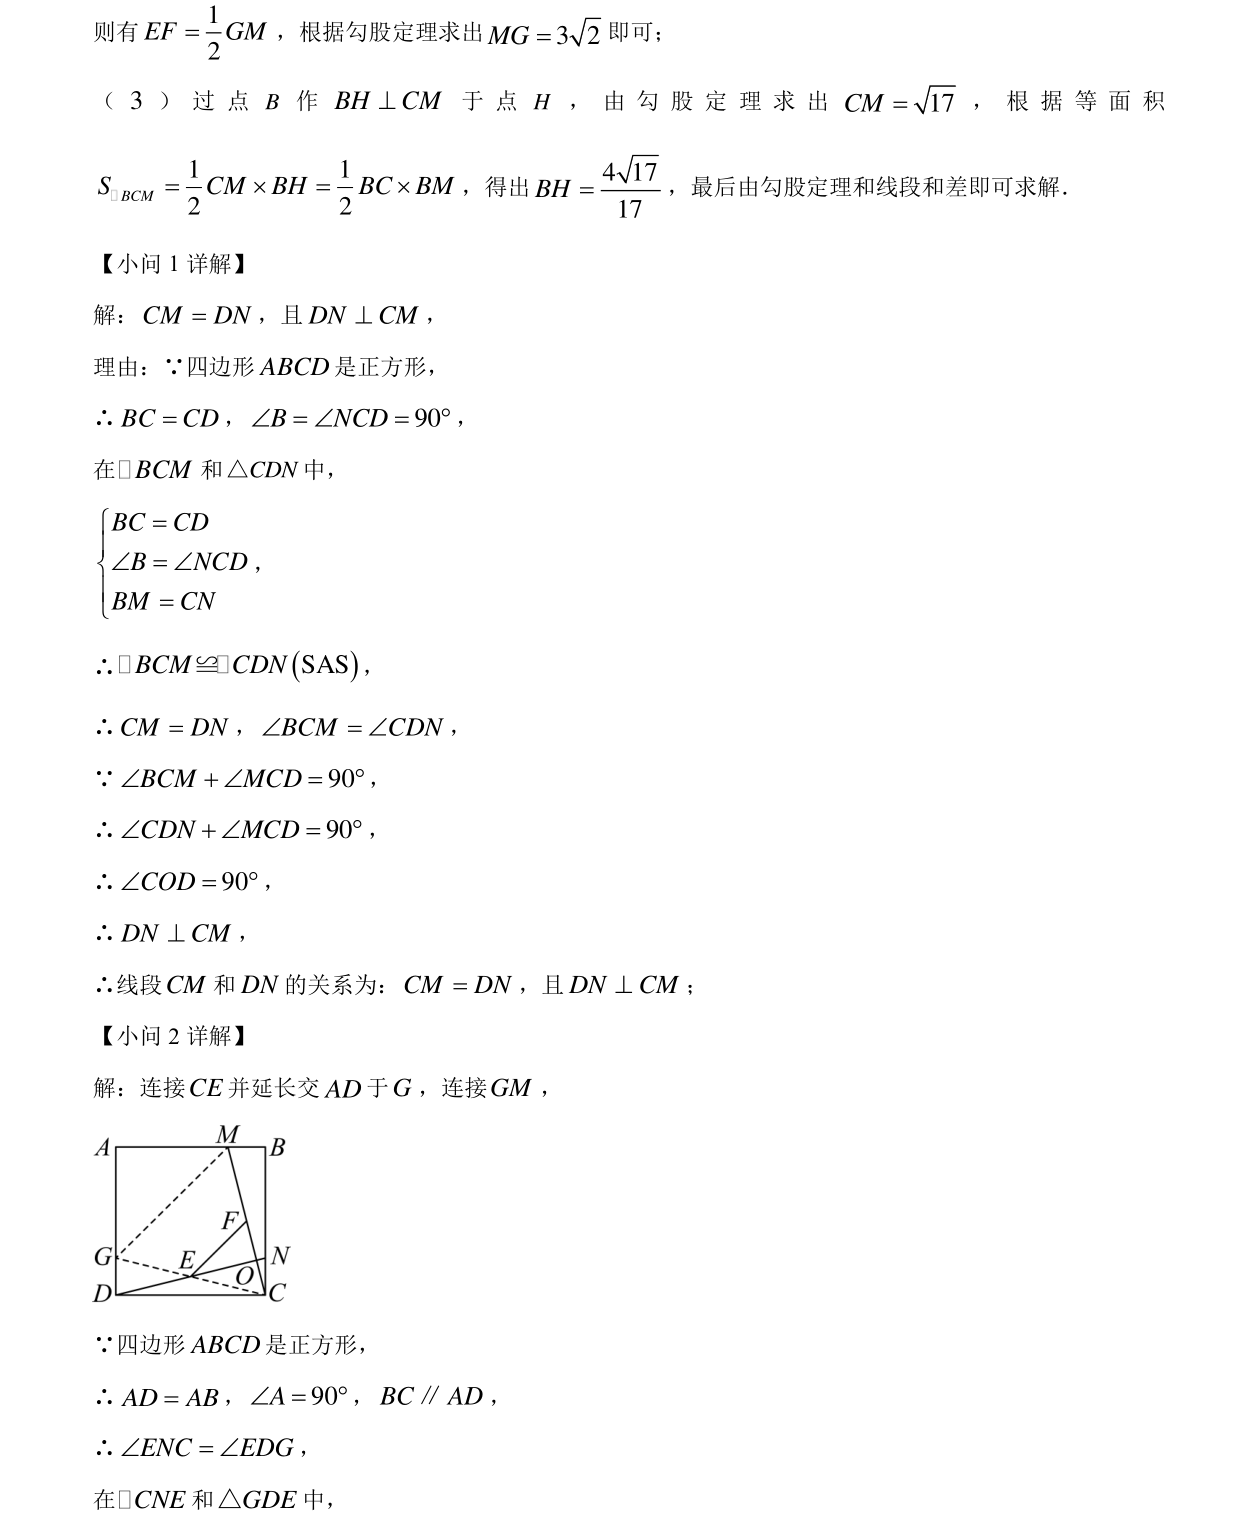 则有 EF = 1/2 GM ，根据勾股定理求出 MG = 3√2 即可；
（3）过点 B 作 BH ⊥ CM 于点 H ，由勾股定理求出 CM = √17 ，根据等面积
S□BCM = 1/2 CM × BH = 1/2 BC × BM ，得出 BH = 4√17/17 ，最后由勾股定理和线段和差即可求解．
【小问 1 详解】
解：CM = DN ，且 DN ⊥ CM ，
理由：∵四边形 ABCD 是正方形，
∴ BC = CD ，∠B = ∠NCD = 90° ，
在□BCM 和△CDN 中，
{ BC = CD
∠B = ∠NCD ，
BM = CN
∴□BCM≌□CDN (SAS) ，
∴ CM = DN ，∠BCM = ∠CDN ，
∵ ∠BCM + ∠MCD = 90° ，
∴ ∠CDN + ∠MCD = 90° ，
∴ ∠COD = 90° ，
∴ DN ⊥ CM ，
∴线段 CM 和 DN 的关系为：CM = DN ，且 DN ⊥ CM ；
【小问 2 详解】
解：连接 CE 并延长交 AD 于 G ，连接 GM ，
A M B
F
G E N
O
D C
∵四边形 ABCD 是正方形，
∴ AD = AB ，∠A = 90° ，BC ∥ AD ，
∴ ∠ENC = ∠EDG ，
在□CNE 和△GDE 中，